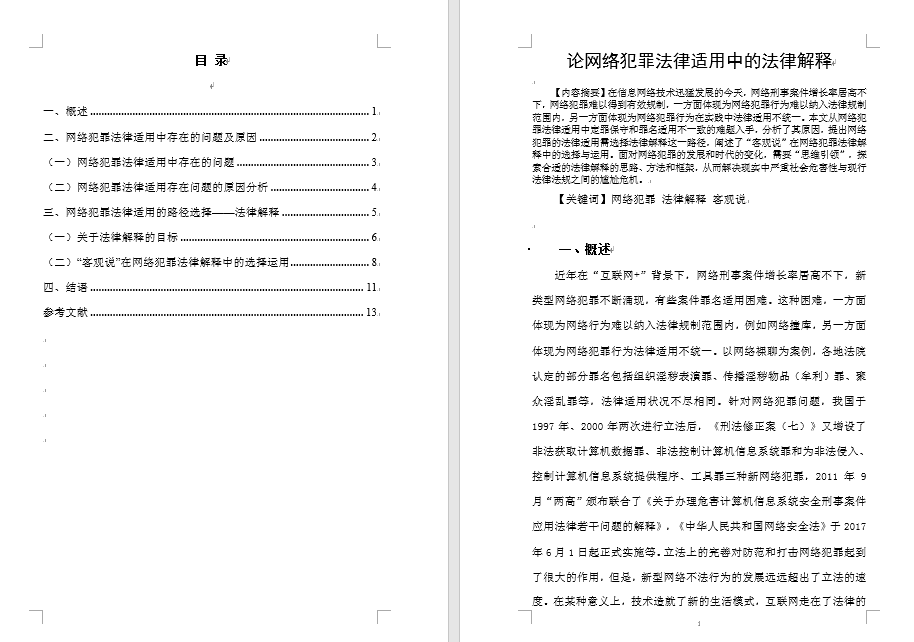 目 录
一、概述 1
二、网络犯罪法律适用中存在的问题及原因 2
（一）网络犯罪法律适用中存在的问题 3
（二）网络犯罪法律适用存在问题的原因分析 4
三、网络犯罪法律适用的路径选择——法律解释 5
（一）关于法律解释的目标 6
（二）“客观说”在网络犯罪法律解释中的选择运用 8
四、结语 11
参考文献 13
论网络犯罪法律适用中的法律解释
【内容摘要】在信息网络技术迅猛发展的今天，网络刑事案件增长率居高不
下，网络犯罪难以得到有效规制，一方面体现为网络犯罪行为难以纳入法律规制
范围内，另一方面体现为网络犯罪行为在实践中法律适用不统一。本文从网络犯
罪法律适用中定罪保守和罪名适用不一致的难题入手，分析了其原因，提出网络
犯罪的法律适用需选择法律解释这一路径，阐述了“客观说”在网络犯罪法律解
释中的选择与运用。面对网络犯罪的发展和时代的变化，需要“思维引领”，探
索合适的法律解释的思路、方法和框架，从而解决现实中严重社会危害性与现行
法律法规之间的尴尬危机。
【关键词】网络犯罪 法律解释 客观说
一、概述
近年在“互联网+”背景下，网络刑事案件增长率居高不下，新
类型网络犯罪不断涌现，有些案件罪名适用困难。这种困难，一方面
体现为网络行为难以纳入法律规制范围内，例如网络撞库，另一方面
体现为网络犯罪行为法律适用不统一。以网络裸聊为案例，各地法院
认定的部分罪名包括组织淫秽表演罪、传播淫秽物品（牟利）罪、聚
众淫乱罪等，法律适用状况不尽相同。针对网络犯罪问题，我国于
1997 年、2000 年两次进行立法后，《刑法修正案（七）》又增设了
非法获取计算机数据罪、非法控制计算机信息系统罪和为非法侵入、
控制计算机信息系统提供程序、工具罪三种新网络犯罪，2011 年 9
月“两高”颁布联合了《关于办理危害计算机信息系统安全刑事案件
应用法律若干问题的解释》，《中华人民共和国网络安全法》于 2017
年 6 月 1 日起正式实施等。立法上的完善对防范和打击网络犯罪起到
了很大的作用，但是，新型网络不法行为的发展远远超出了立法的速
度。在某种意义上，技术造就了新的生活模式，互联网走在了法律的
1